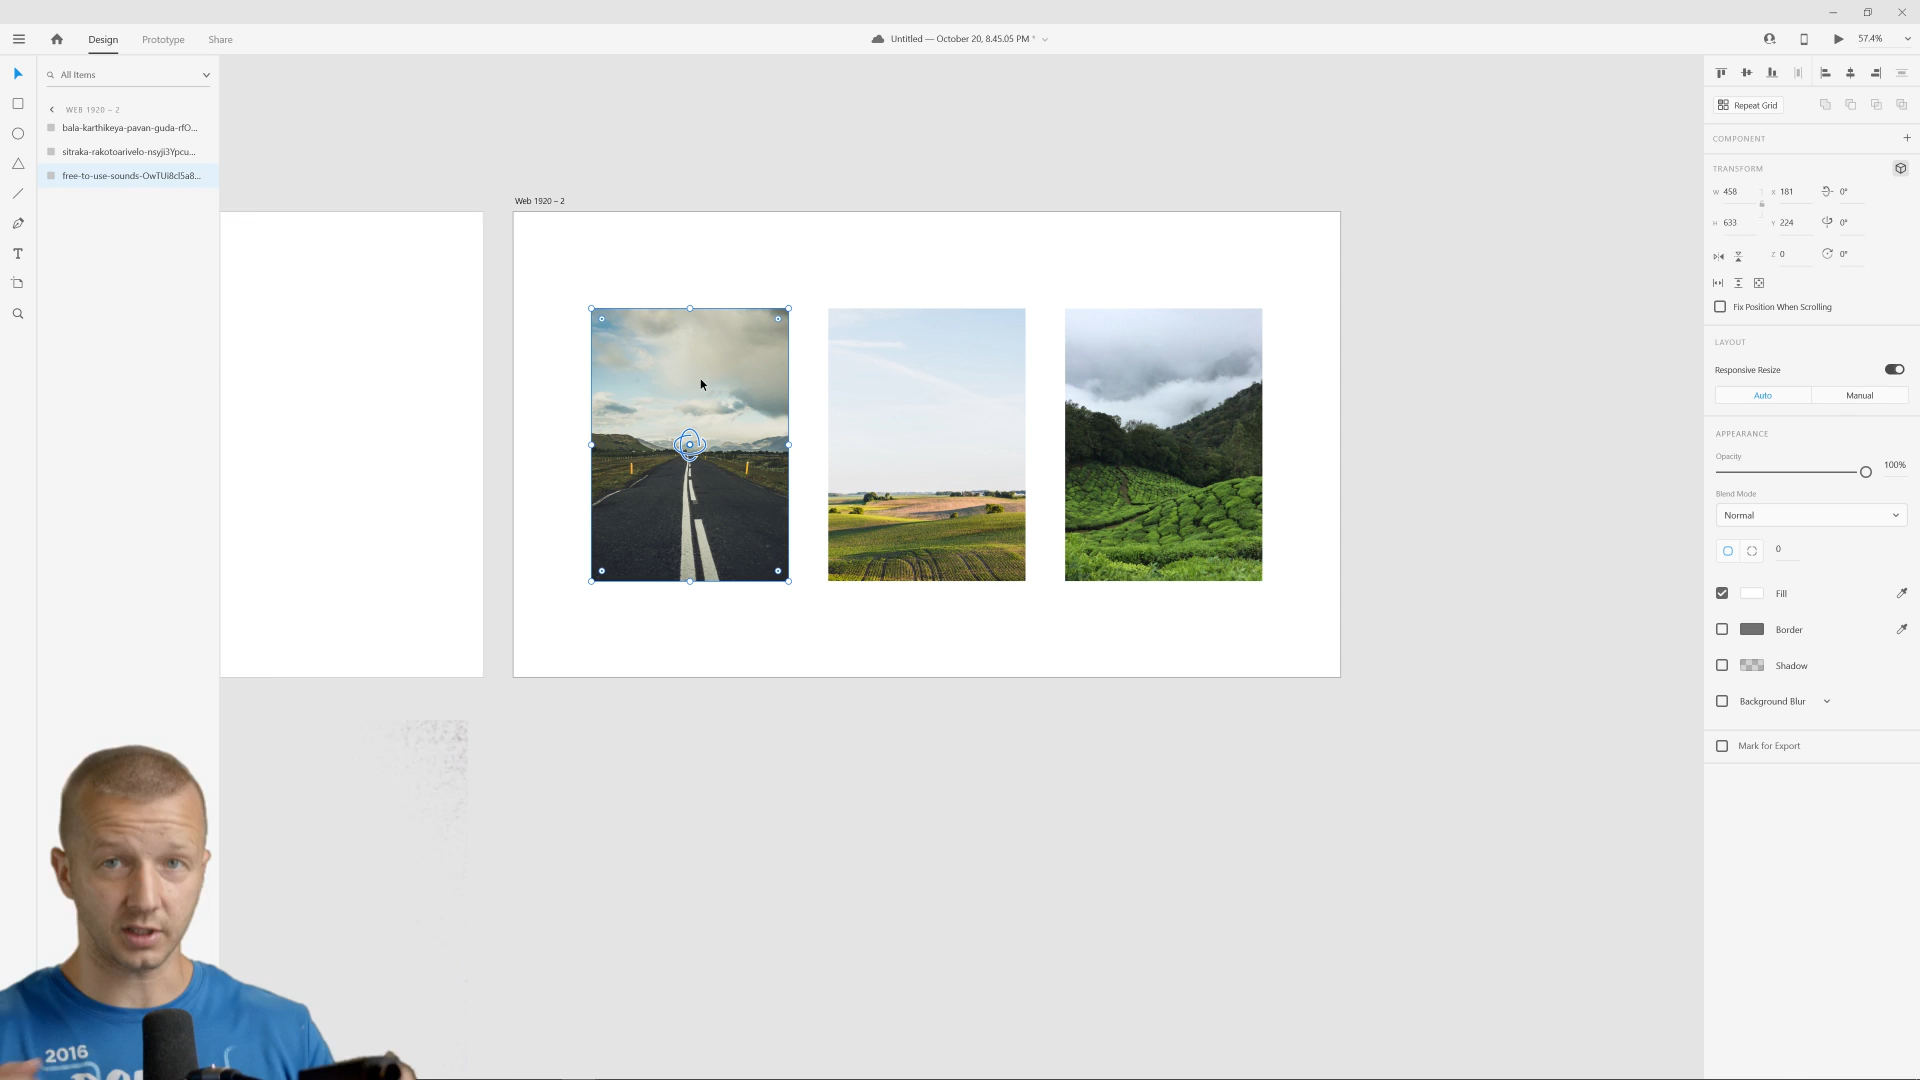 Design
Prototype
Share
Untitled — October 20, 8.45.05 PM *
57.4%
All Items
WEB 1920 – 2
bala-karthikeya-pavan-guda-rfO...
sitraka-rakotoarivelo-nsyji3Ypcu...
free-to-use-sounds-OwTUi8cl5a8...
Web 1920 – 2
Repeat Grid
COMPONENT
TRANSFORM
W 458
X 181
0°
H 633
Y 224
0°
Z 0
0°
Fix Position When Scrolling
LAYOUT
Responsive Resize
Auto
Manual
APPEARANCE
Opacity
100%
Blend Mode
Normal
0
Fill
Border
Shadow
Background Blur
Mark for Export
2016